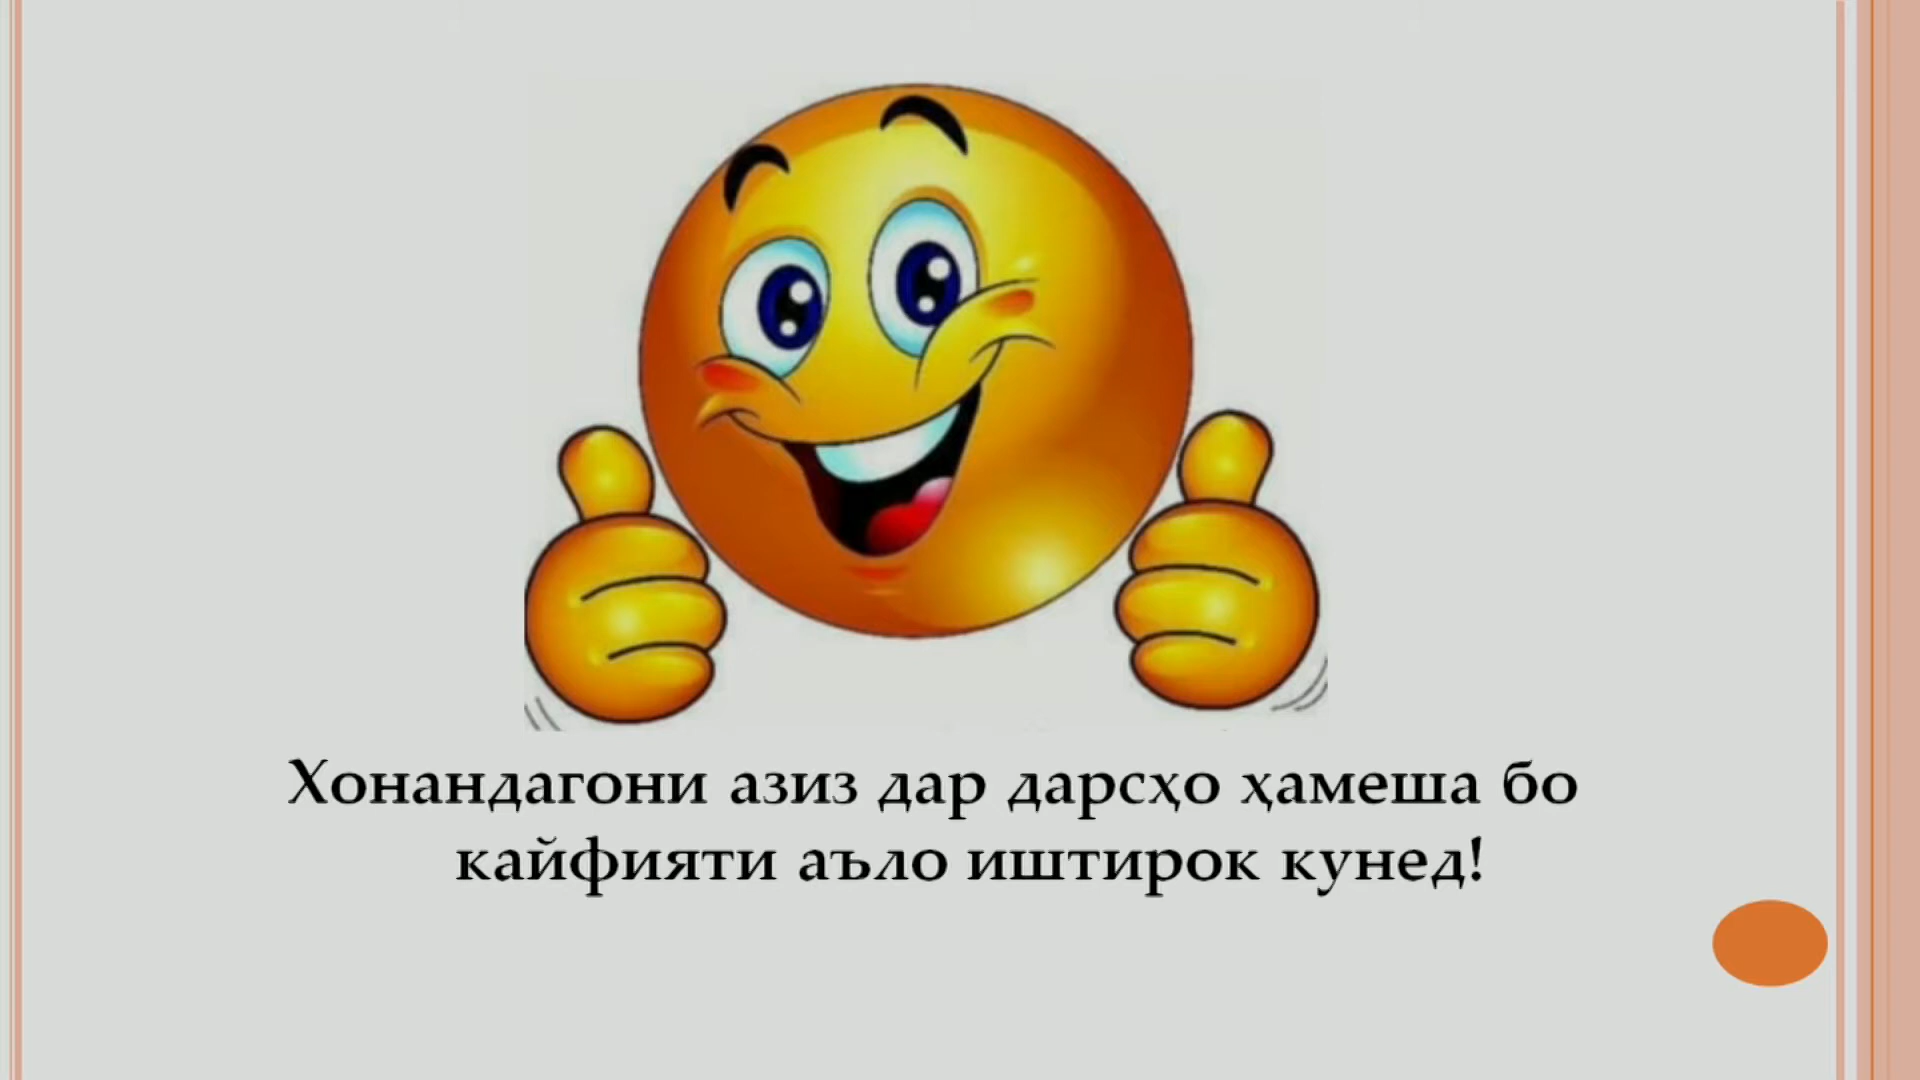 Хонандагони азиз дар дарсҳо ҳамеша бо
кайфияти аъло иштирок кунед!